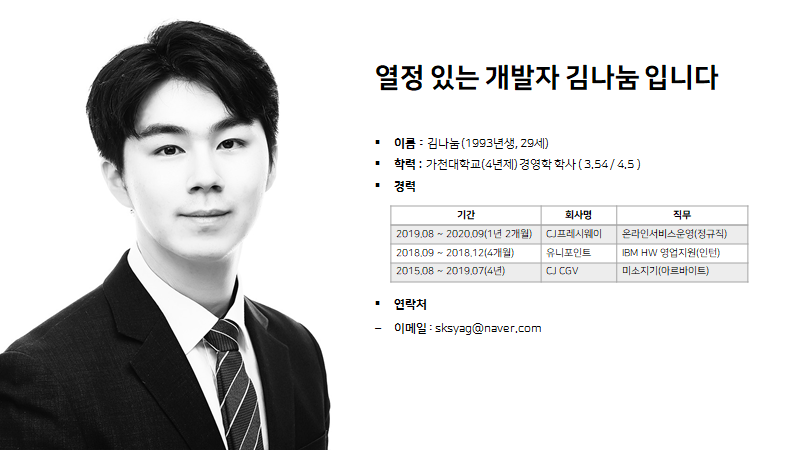 열정 있는 개발자 김나눔 입니다
▪ 이름 : 김나눔(1993년생, 29세)
▪ 학력 : 가천대학교(4년제) 경영학 학사 ( 3.54 / 4.5 )
▪ 경력
기간 회사명 직무
2019.08 ~ 2020.09(1년 2개월) CJ프레시웨이 온라인서비스운영(정규직)
2018.09 ~ 2018.12(4개월) 유니포인트 IBM HW 영업지원(인턴)
2015.08 ~ 2019.07(4년) CJ CGV 미소지기(아르바이트)
▪ 연락처
– 이메일 : sksyag@naver.com